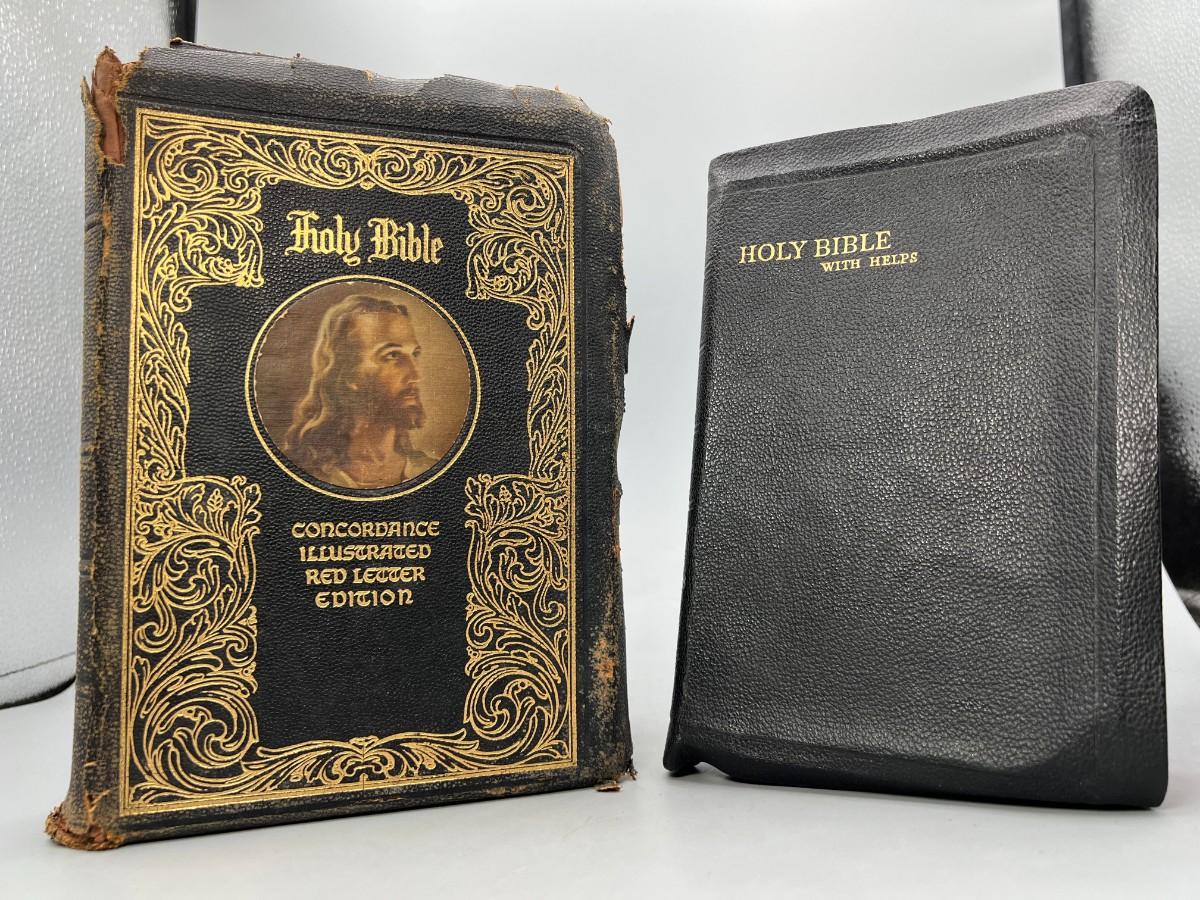 Holy Bible
CONCORDANCE
ILLUSTRATED
RED LETTER
EDITION
HOLY BIBLE
WITH HELPS